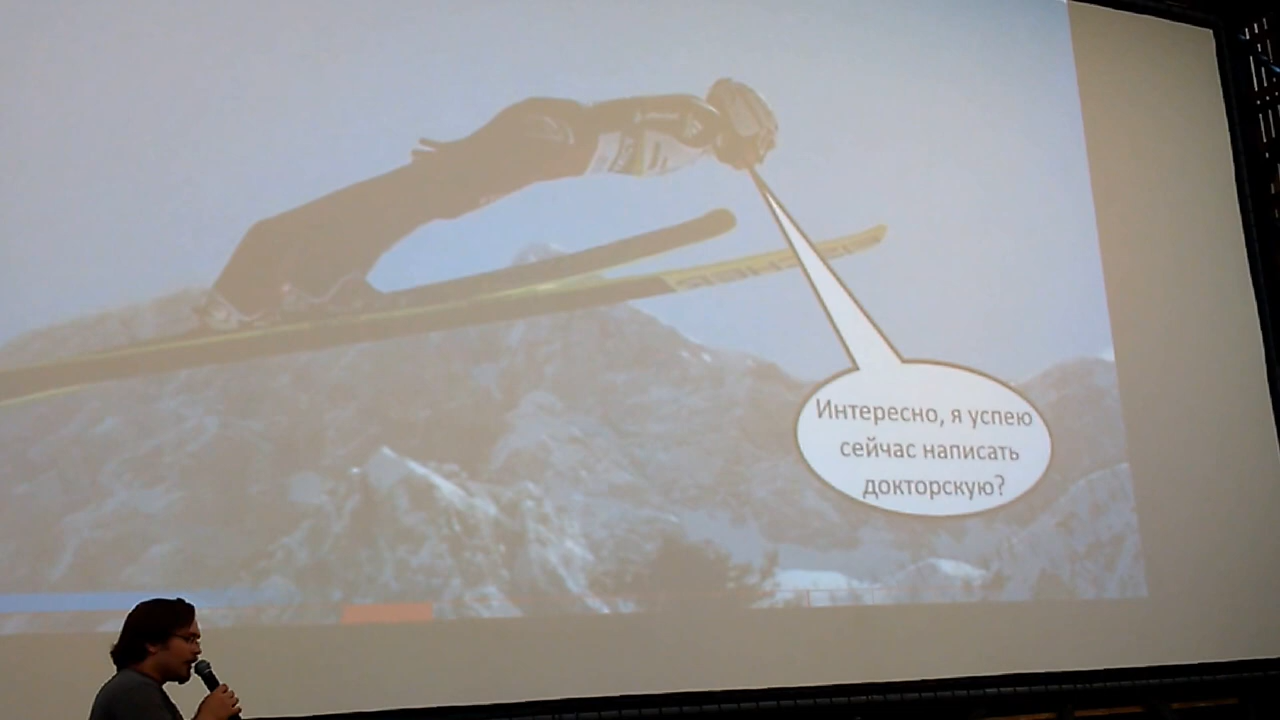 Интересно, я успею
сейчас написать
докторскую?